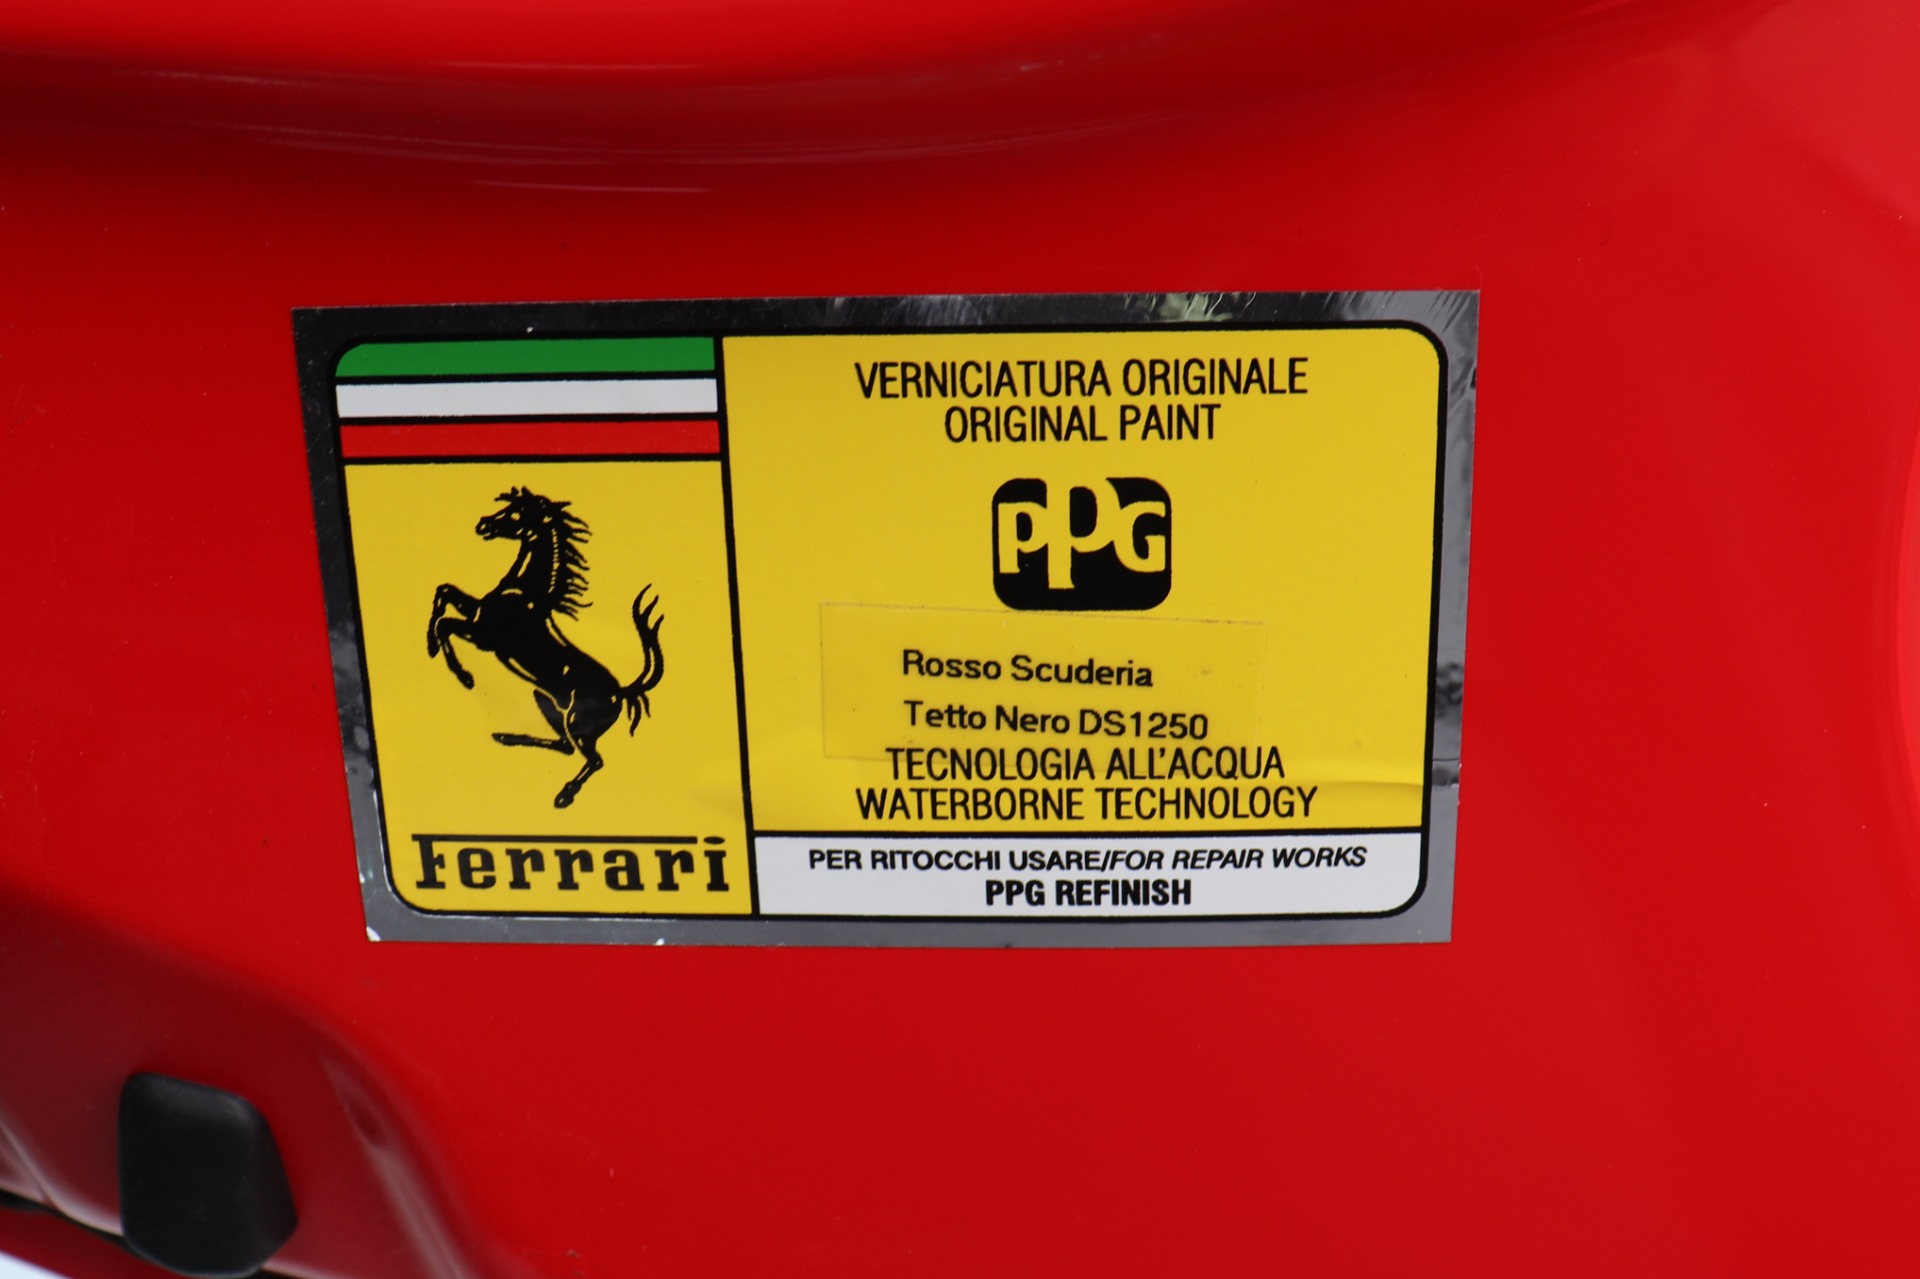 VERNICIATURA ORIGINALE
ORIGINAL PAINT
PPG
Rosso Scuderia
Tetto Nero DS1250
TECNOLOGIA ALL'ACQUA
WATERBORNE TECHNOLOGY
Ferrari
PER RITOCCHI USARE/FOR REPAIR WORKS
PPG REFINISH